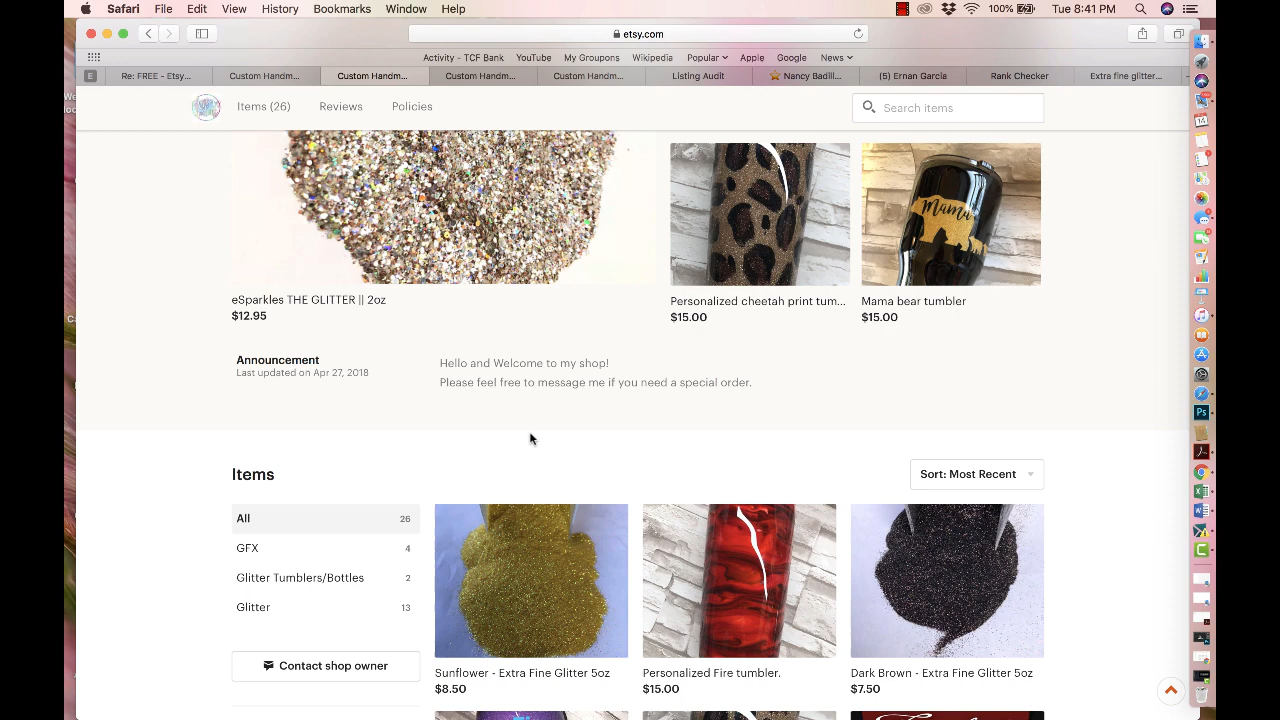 Safari File Edit View History Bookmarks Window Help 100% Tue 8:41 PM
etsy.com
Activity - TCF Bank YouTube My Groupons Wikipedia Popular Apple Google News
E Re: FREE - Etsy... Custom Handm... Custom Handm... Custom Handm... Custom Handm... Listing Audit Nancy Badill... (5) Ernan Garcia Rank Checker Extra fine glitter...
Items (26) Reviews Policies Search items
Mama
eSparkles THE GLITTER || 2oz
$12.95
Personalized cheetah print tum...
$15.00
Mama bear tumbler
$15.00
Announcement
Last updated on Apr 27, 2018
Hello and Welcome to my shop!
Please feel free to message me if you need a special order.
Items
Sort: Most Recent
All 26
GFX 4
Glitter Tumblers/Bottles 2
Glitter 13
Contact shop owner
Sunflower - Extra Fine Glitter 5oz
$8.50
Personalized Fire tumbler.
$15.00
Dark Brown - Extra Fine Glitter 5oz
$7.50
Ps